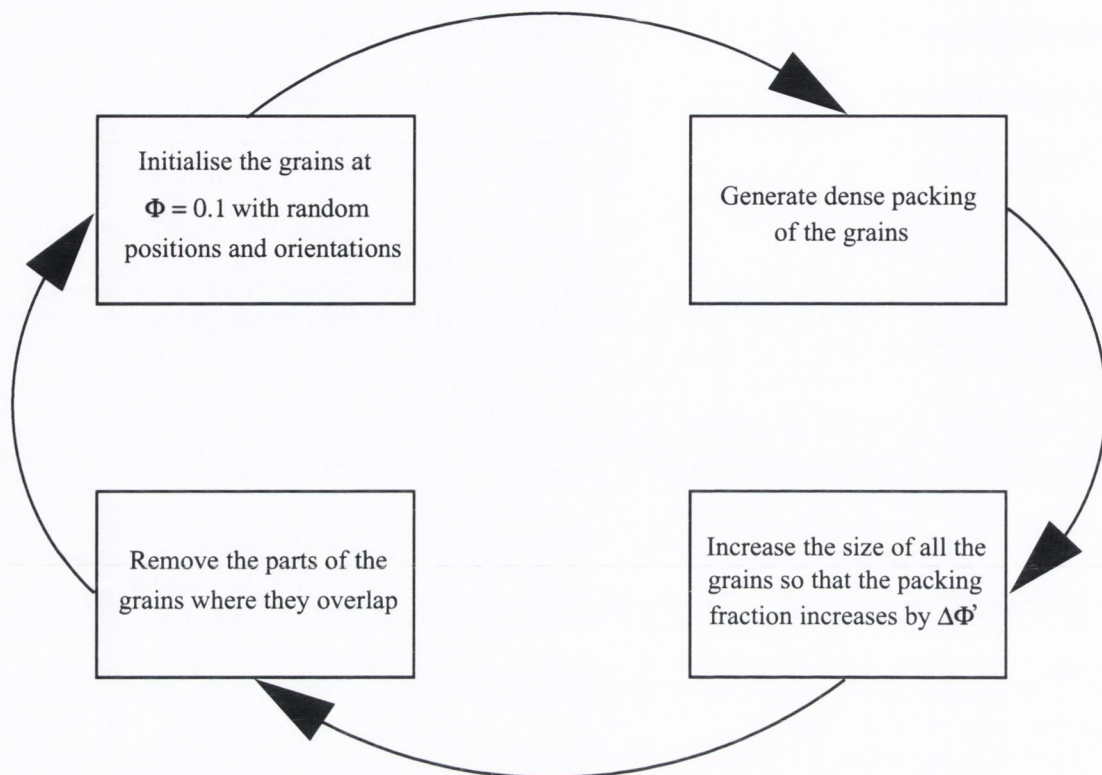 Initialise the grains at
Φ = 0.1 with random
positions and orientations
Generate dense packing
of the grains
Increase the size of all the
grains so that the packing
fraction increases by ΔΦ'
Remove the parts of the
grains where they overlap